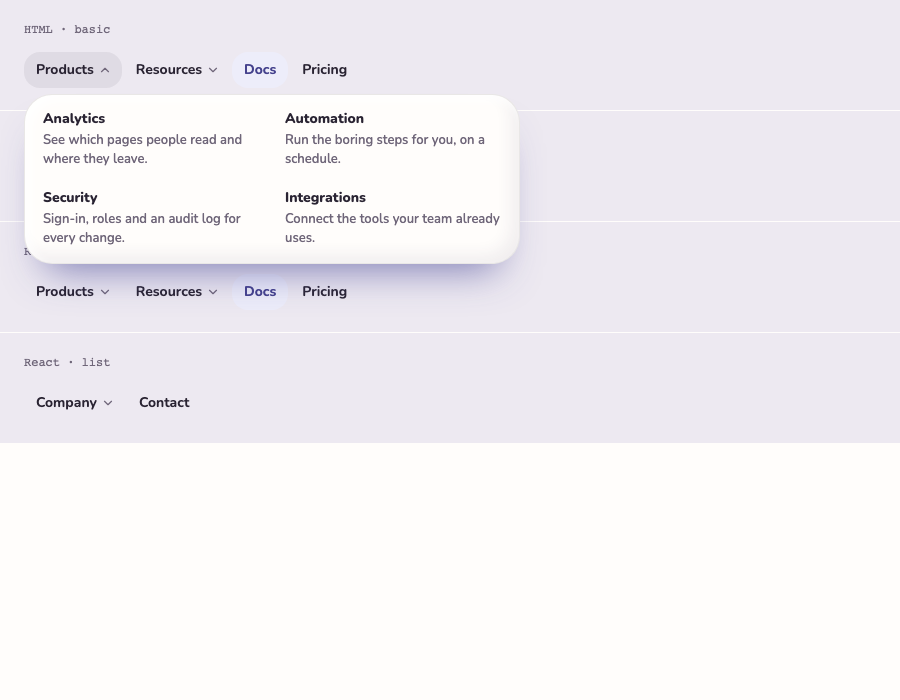 HTML · basic
Products Resources Docs Pricing
Analytics Automation
See which pages people read and Run the boring steps for you, on a
where they leave. schedule.
Security Integrations
Sign-in, roles and an audit log for Connect the tools your team already
every change. uses.
Products Resources Docs Pricing
React · list
Company Contact